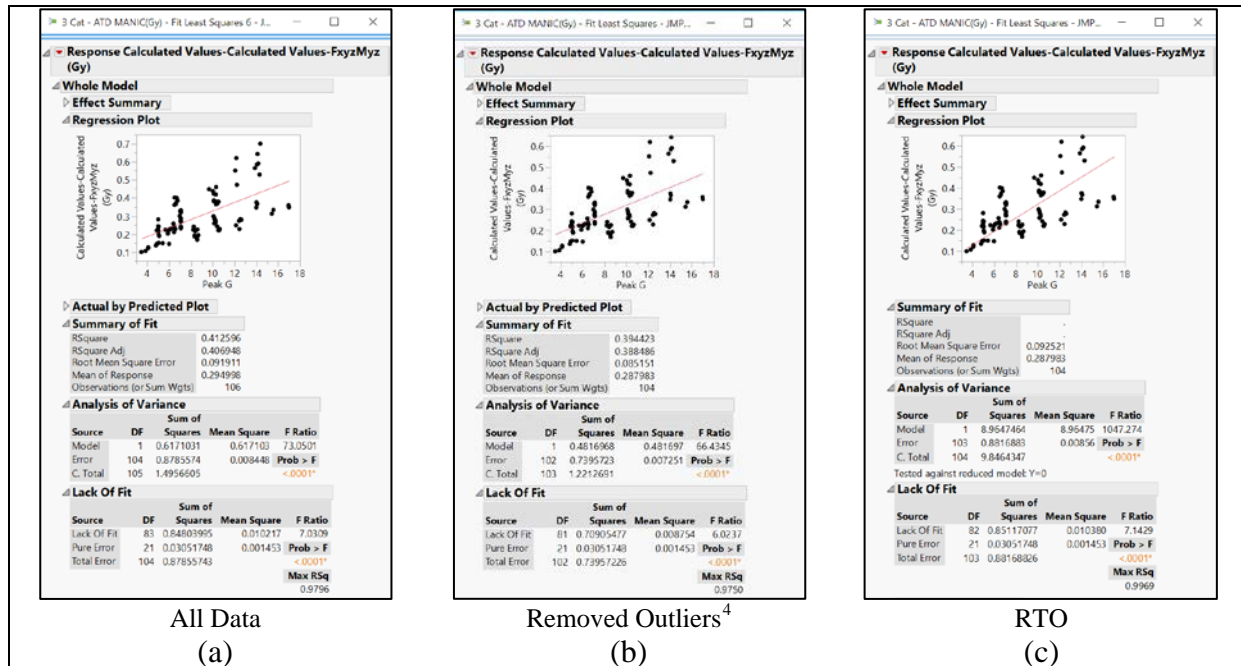 3 Cat - ATD MANIC(Gy) - Fit Least Squares 6 - J...
Response Calculated Values-Calculated Values-FxyzMyz
(Gy)
Whole Model
Effect Summary
Regression Plot
Calculated Values-Calculated
Values-FxyzMyz
(Gy)
0.7
0.6
0.5
0.4
0.3
0.2
0.1
4 6 8 10 12 14 16 18
Peak G
Actual by Predicted Plot
Summary of Fit
RSquare 0.412596
RSquare Adj 0.406948
Root Mean Square Error 0.091911
Mean of Response 0.294998
Observations (or Sum Wgts) 106
Analysis of Variance
Sum of
Source DF Squares Mean Square F Ratio
Model 1 0.6171031 0.617103 73.0501
Error 104 0.8785574 0.008448 Prob > F
C. Total 105 1.4956605 <.0001*
Lack Of Fit
Sum of
Source DF Squares Mean Square F Ratio
Lack Of Fit 83 0.84803995 0.010217 7.0309
Pure Error 21 0.03051748 0.001453 Prob > F
Total Error 104 0.87855743 <.0001*
Max RSq
0.9796
All Data
(a)
3 Cat - ATD MANIC(Gy) - Fit Least Squares - JMP...
Response Calculated Values-Calculated Values-FxyzMyz
(Gy)
Whole Model
Effect Summary
Regression Plot
Calculated Values-Calculated
Values-FxyzMyz
(Gy)
0.6
0.5
0.4
0.3
0.2
0.1
4 6 8 10 12 14 16 18
Peak G
Actual by Predicted Plot
Summary of Fit
RSquare 0.394423
RSquare Adj 0.388486
Root Mean Square Error 0.085151
Mean of Response 0.287983
Observations (or Sum Wgts) 104
Analysis of Variance
Sum of
Source DF Squares Mean Square F Ratio
Model 1 0.4816968 0.481697 66.4345
Error 102 0.7395723 0.007251 Prob > F
C. Total 103 1.2212691 <.0001*
Lack Of Fit
Sum of
Source DF Squares Mean Square F Ratio
Lack Of Fit 81 0.70905477 0.008754 6.0237
Pure Error 21 0.03051748 0.001453 Prob > F
Total Error 102 0.73957226 <.0001*
Max RSq
0.9750
Removed Outliers4
(b)
3 Cat - ATD MANIC(Gy) - Fit Least Squares - JMP...
Response Calculated Values-Calculated Values-FxyzMyz
(Gy)
Whole Model
Effect Summary
Regression Plot
Calculated Values-Calculated
Values-FxyzMyz
(Gy)
0.6
0.5
0.4
0.3
0.2
0.1
4 6 8 10 12 14 16 18
Peak G
Summary of Fit
RSquare .
RSquare Adj .
Root Mean Square Error 0.092521
Mean of Response 0.287983
Observations (or Sum Wgts) 104
Analysis of Variance
Sum of
Source DF Squares Mean Square F Ratio
Model 1 8.9647464 8.96475 1047.274
Error 103 0.8816883 0.00856 Prob > F
C. Total 104 9.8464347 <.0001*
Tested against reduced model: Y=0
Lack Of Fit
Sum of
Source DF Squares Mean Square F Ratio
Lack Of Fit 82 0.85117077 0.010380 7.1429
Pure Error 21 0.03051748 0.001453 Prob > F
Total Error 103 0.88168826 <.0001*
Max RSq
0.9969
RTO
(c)